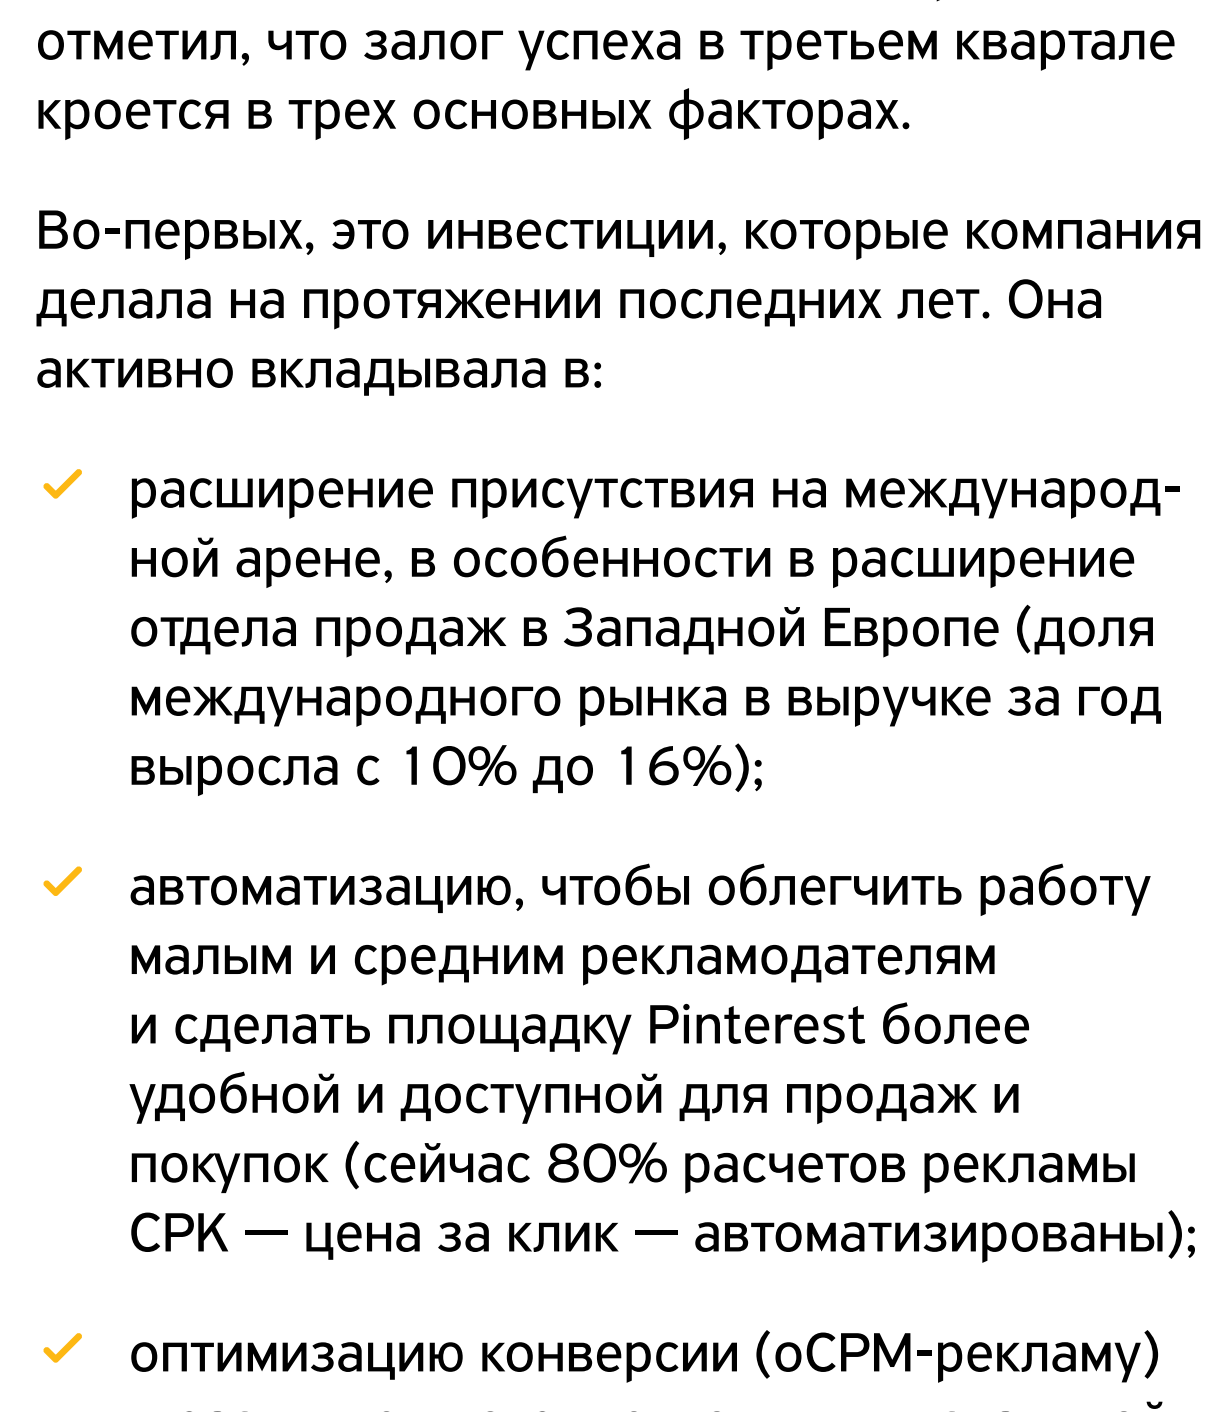 отметил, что залог успеха в третьем квартале
кроется в трех основных факторах.
Во-первых, это инвестиции, которые компания
делала на протяжении последних лет. Она
активно вкладывала в:
расширение присутствия на международ-
ной арене, в особенности в расширение
отдела продаж в Западной Европе (доля
международного рынка в выручке за год
выросла с 10% до 16%);
автоматизацию, чтобы облегчить работу
малым и средним рекламодателям
и сделать площадку Pinterest более
удобной и доступной для продаж и
покупок (сейчас 80% расчетов рекламы
CPK — цена за клик — автоматизированы);
оптимизацию конверсии (oCPM-рекламу)